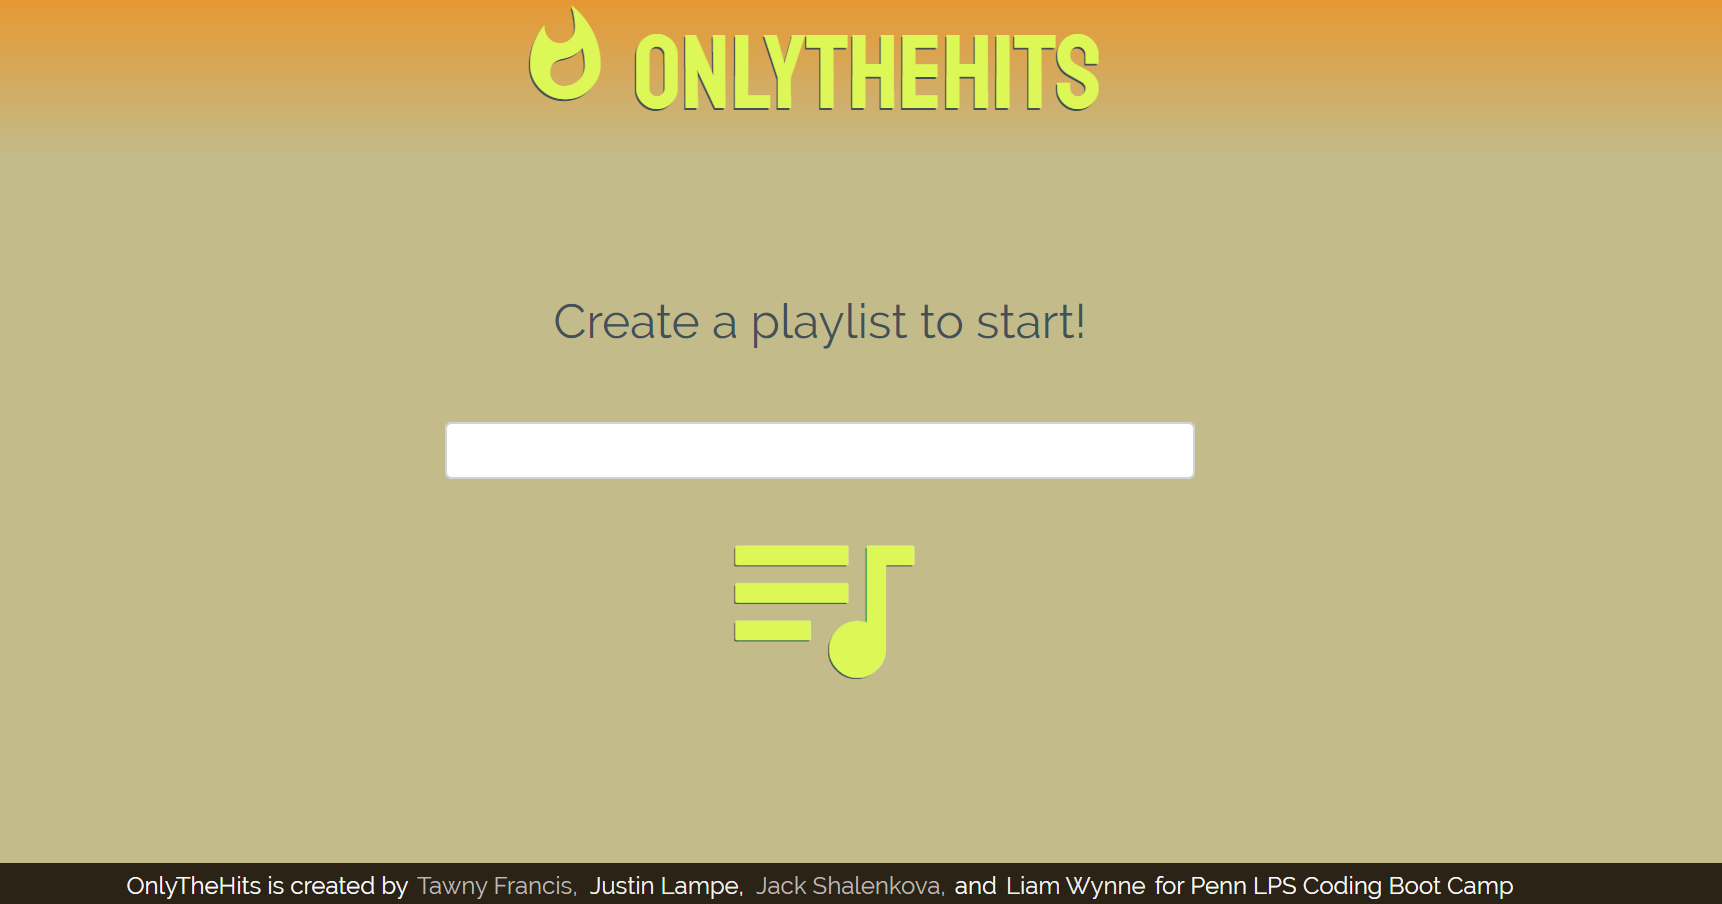 ONLYTHEHITS
Create a playlist to start!
OnlyTheHits is created by Tawny Francis, Justin Lampe, Jack Shalenkova, and Liam Wynne for Penn LPS Coding Boot Camp